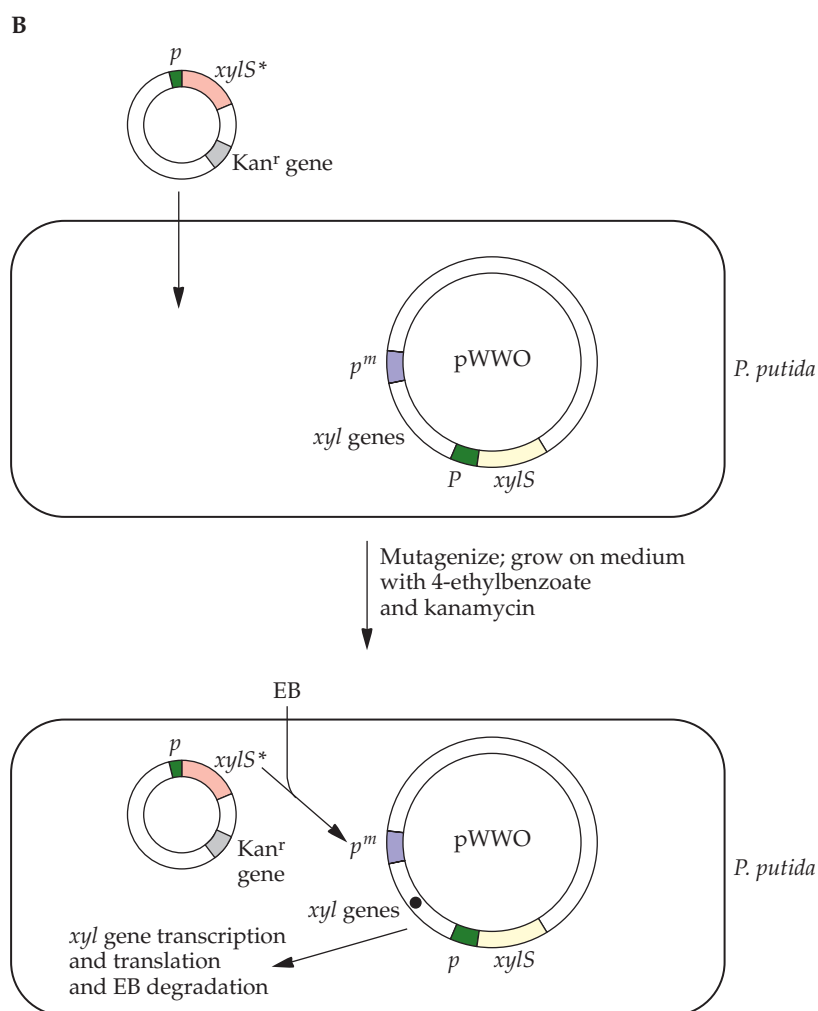 B
p
xylS*
Kanr gene
pWWO
pm
P. putida
xyl genes
P
xylS
Mutagenize; grow on medium
with 4-ethylbenzoate
and kanamycin
EB
p
xylS*
Kanr
gene
pWWO
pm
P. putida
xyl genes
p
xylS
xyl gene transcription
and translation
and EB degradation